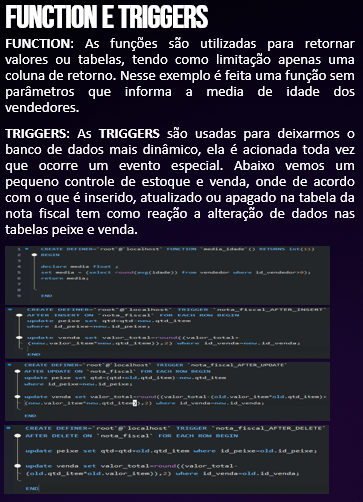 FUNCTION E TRIGGERS
FUNCTION: As funções são utilizadas para retornar
valores ou tabelas, tendo como limitação apenas uma
coluna de retorno. Nesse exemplo é feita uma função sem
parâmetros que informa a media de idade dos
vendedores.
TRIGGERS: As TRIGGERS são usadas para deixarmos o
banco de dados mais dinâmico, ela é acionada toda vez
que ocorre um evento especial. Abaixo vemos um
pequeno controle de estoque e venda, onde de acordo
com o que é inserido, atualizado ou apagado na tabela da
nota fiscal tem como reação a alteração de dados nas
tabelas peixe e venda.
CREATE DEFINER=`root`@`localhost` FUNCTION `media_idade`() RETURNS int(11)
BEGIN
declare media float ;
set media = (select round(avg(idade)) from vendedor where id_vendedor>0);
return media;
END
CREATE DEFINER=`root`@`localhost` TRIGGER `nota_fiscal_AFTER_INSERT`
AFTER INSERT ON `nota_fiscal` FOR EACH ROW BEGIN
update peixe set qtd=qtd-new.qtd_item
where id_peixe=new.id_peixe;
update venda set valor_total=round((valor_total+
(new.valor_item*new.qtd_item)),2) where id_venda=new.id_venda;
END
CREATE DEFINER=`root`@`localhost` TRIGGER `nota_fiscal_AFTER_UPDATE`
AFTER UPDATE ON `nota_fiscal` FOR EACH ROW BEGIN
update peixe set qtd=(qtd+old.qtd_item)-new.qtd_item
where id_peixe=new.id_peixe;
update venda set valor_total=round((valor_total-(old.valor_item*old.qtd_item)+
(new.valor_item*new.qtd_item)),2) where id_venda=new.id_venda;
END
CREATE DEFINER=`root`@`localhost` TRIGGER `nota_fiscal_AFTER_DELETE`
AFTER DELETE ON `nota_fiscal` FOR EACH ROW BEGIN
update peixe set qtd=qtd+old.qtd_item where id_peixe=old.id_peixe;
update venda set valor_total=round((valor_total-
(old.qtd_item*old.valor_item)),2) where id_venda=old.id_venda;
END